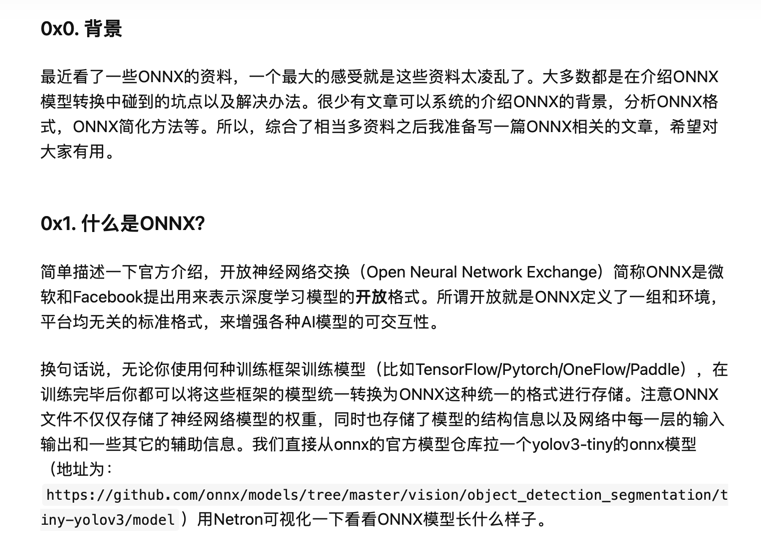 0x0. 背景
最近看了一些ONNX的资料，一个最大的感受就是这些资料太凌乱了。大多数都是在介绍ONNX
模型转换中碰到的坑点以及解决办法。很少有文章可以系统的介绍ONNX的背景，分析ONNX格
式，ONNX简化方法等。所以，综合了相当多资料之后我准备写一篇ONNX相关的文章，希望对
大家有用。
0x1. 什么是ONNX?
简单描述一下官方介绍，开放神经网络交换（Open Neural Network Exchange）简称ONNX是微
软和Facebook提出用来表示深度学习模型的开放格式。所谓开放就是ONNX定义了一组和环境，
平台均无关的标准格式，来增强各种AI模型的可交互性。
换句话说，无论你使用何种训练框架训练模型（比如TensorFlow/Pytorch/OneFlow/Paddle），在
训练完毕后你都可以将这些框架的模型统一转换为ONNX这种统一的格式进行存储。注意ONNX
文件不仅仅存储了神经网络模型的权重，同时也存储了模型的结构信息以及网络中每一层的输入
输出和一些其它的辅助信息。我们直接从onnx的官方模型仓库拉一个yolov3-tiny的onnx模型
（地址为：
https://github.com/onnx/models/tree/master/vision/object_detection_segmentation/t
iny-yolov3/model ）用Netron可视化一下看看ONNX模型长什么样子。